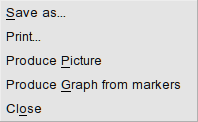 Save as...
Print...
Produce Picture
Produce Graph from markers
Close